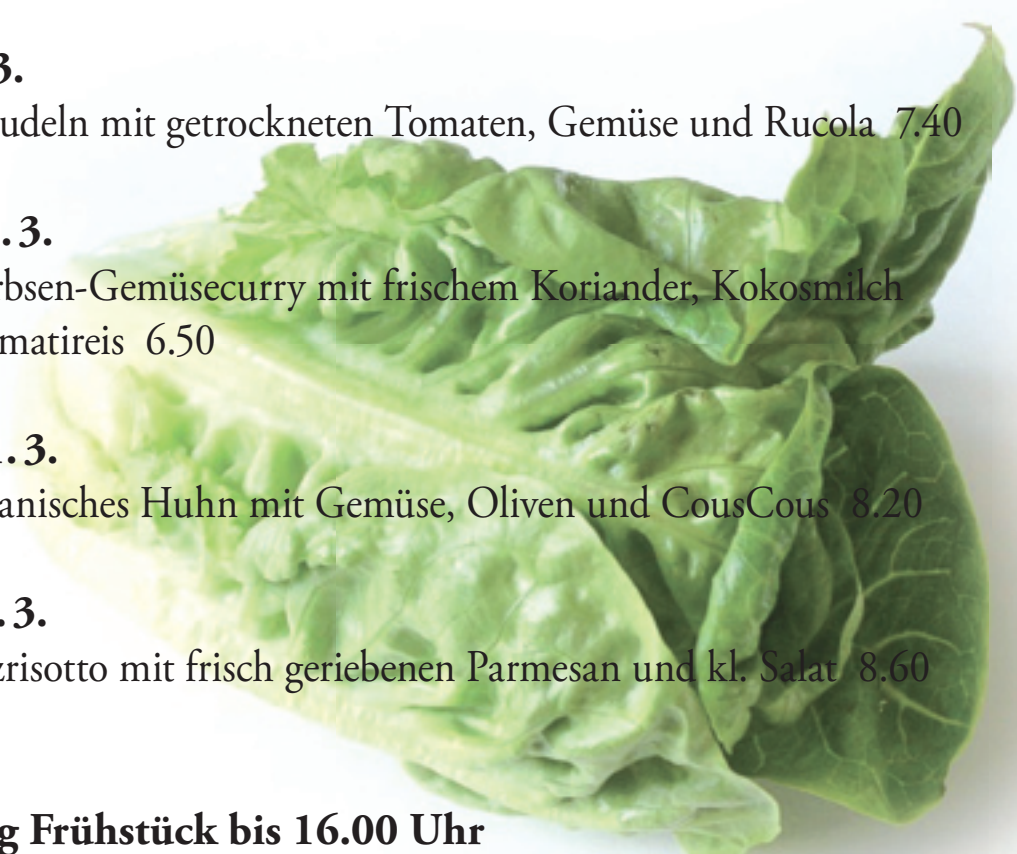 3.
udeln mit getrockneten Tomaten, Gemüse und Rucola 7.40
. 3.
rbsen-Gemüsecurry mit frischem Koriander, Kokosmilch
matireis 6.50
. 3.
anisches Huhn mit Gemüse, Oliven und CousCous 8.20
. 3.
zrisotto mit frisch geriebenen Parmesan und kl. Salat 8.60
g Frühstück bis 16.00 Uhr